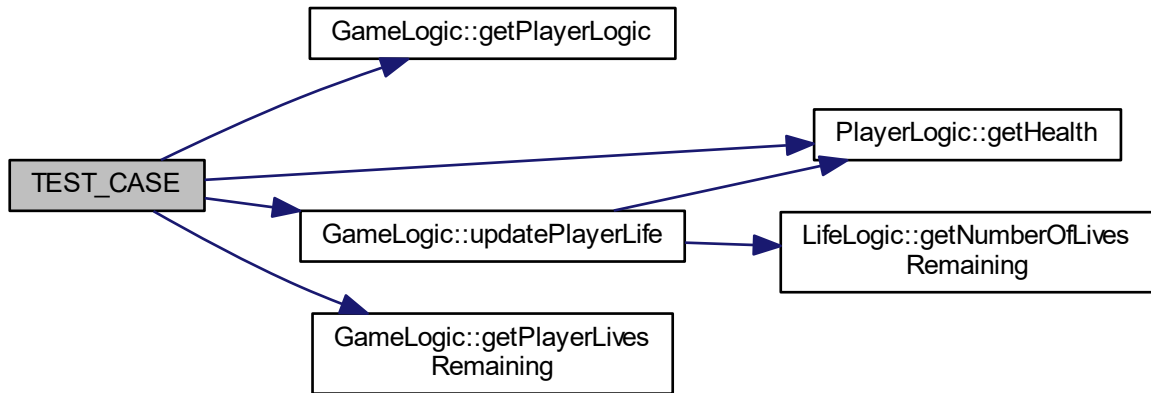 GameLogic::getPlayerLogic
PlayerLogic::getHealth
TEST_CASE
GameLogic::updatePlayerLife
LifeLogic::getNumberOfLives
Remaining
GameLogic::getPlayerLives
Remaining